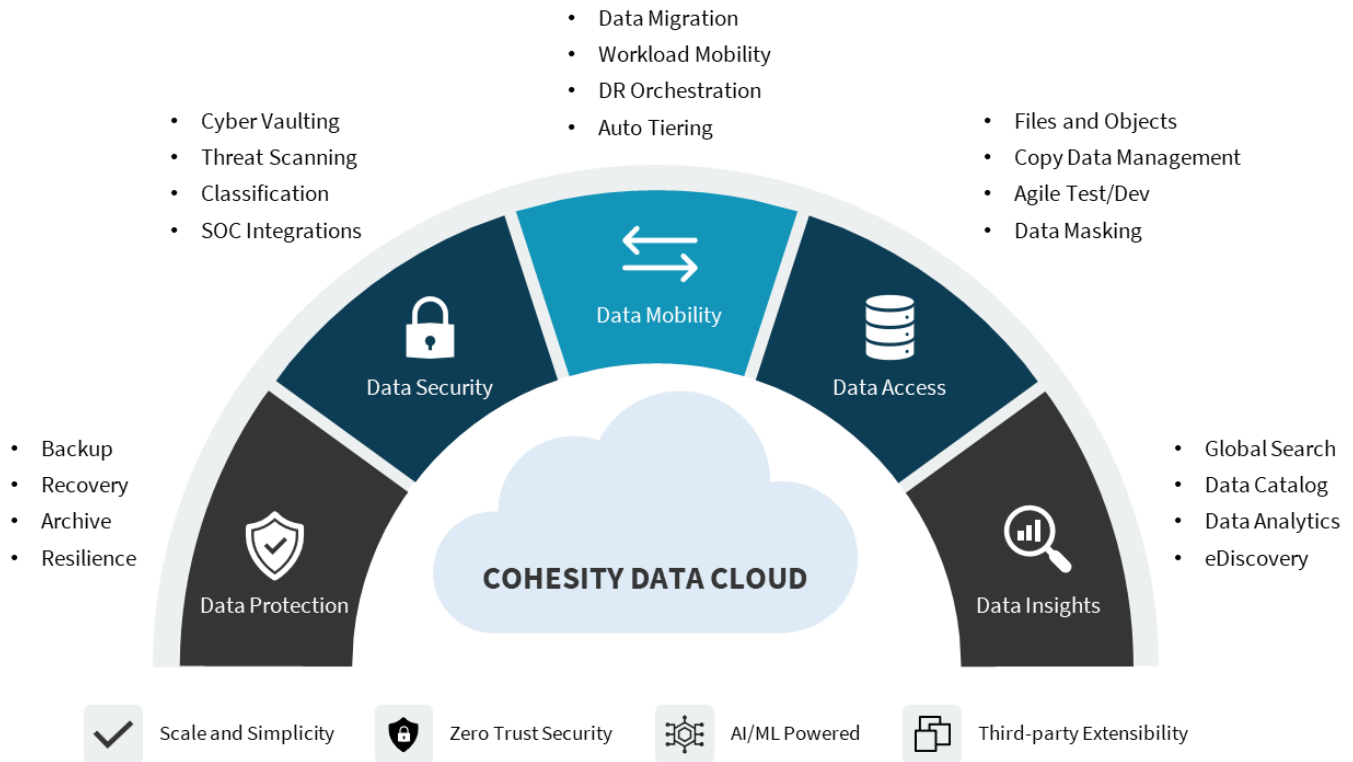 • Data Migration
• Workload Mobility
• DR Orchestration
• Auto Tiering
• Cyber Vaulting
• Threat Scanning
• Classification
• SOC Integrations
• Files and Objects
• Copy Data Management
• Agile Test/Dev
• Data Masking
Data Mobility
Data Security
Data Access
• Backup
• Recovery
• Archive
• Resilience
• Global Search
• Data Catalog
• Data Analytics
• eDiscovery
COHESITY DATA CLOUD
Data Protection
Data Insights
Scale and Simplicity
Zero Trust Security
AI/ML Powered
Third-party Extensibility